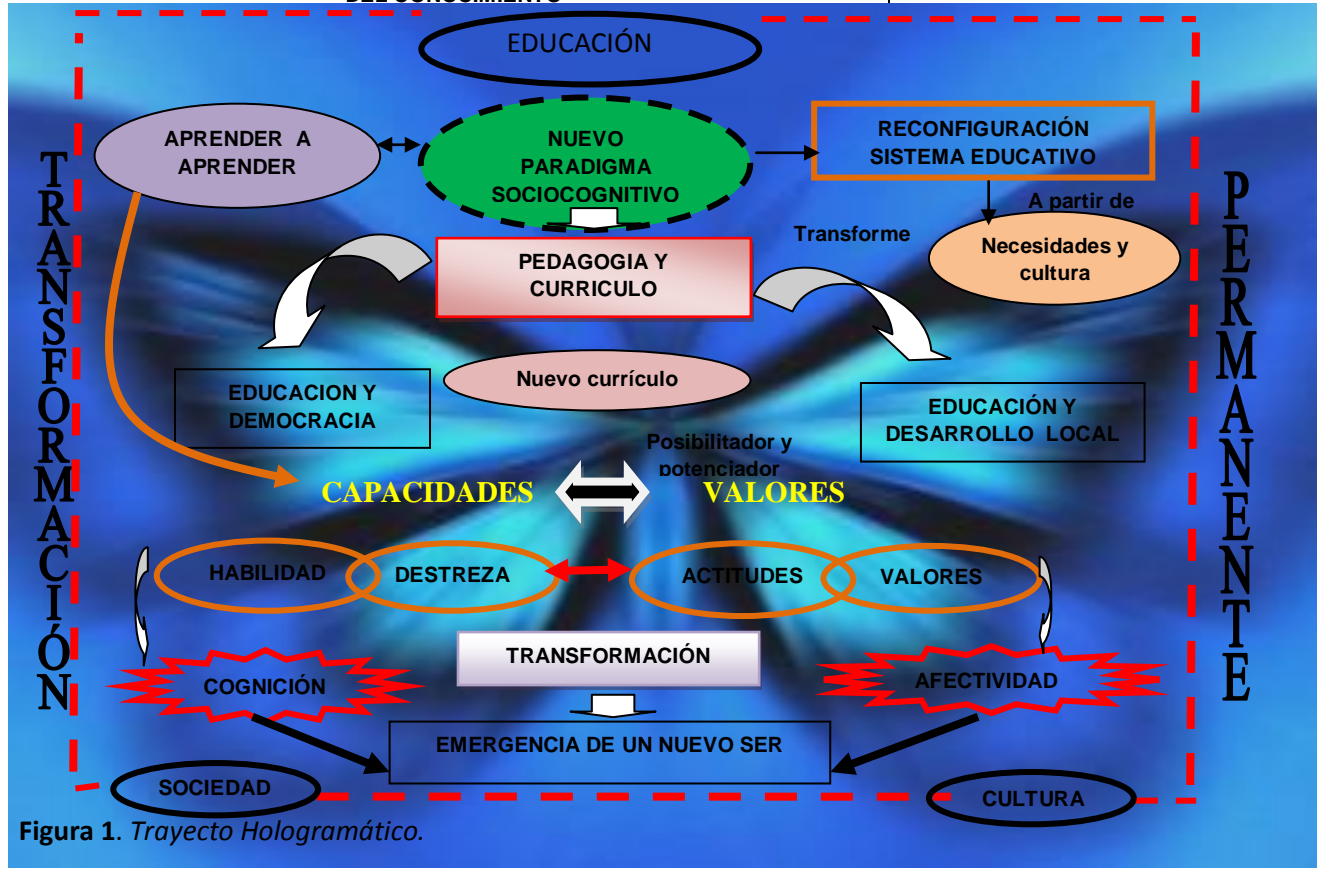 DEL CONOCIMIENTO
EDUCACIÓN
APRENDER A
APRENDER
NUEVO
PARADIGMA
SOCIOCOGNITIVO
RECONFIGURACIÓN
SISTEMA EDUCATIVO
A partir de
Necesidades y
cultura
Transforme
PEDAGOGIA Y
CURRICULO
TRANSFORMACIÓN
PERMANENTE
Nuevo currículo
EDUCACION Y
DEMOCRACIA
EDUCACIÓN Y
DESARROLLO LOCAL
Posibilitador y
potenciador
CAPACIDADES
VALORES
HABILIDAD
DESTREZA
ACTITUDES
VALORES
TRANSFORMACIÓN
COGNICIÓN
AFECTIVIDAD
EMERGENCIA DE UN NUEVO SER
SOCIEDAD
CULTURA
Figura 1. Trayecto Hologramático.